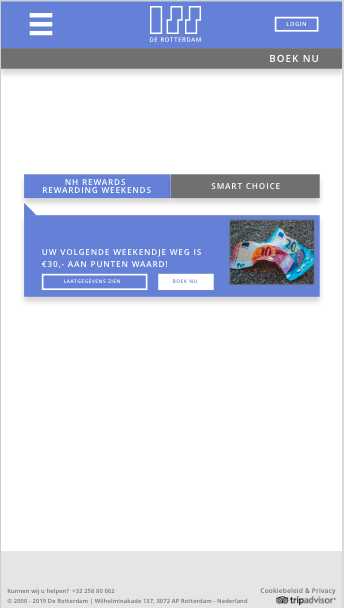 LOGIN
DE ROTTERDAM
BOEK NU
NH REWARDS
REWARDING WEEKENDS
SMART CHOICE
UW VOLGENDE WEEKENDJE WEG IS
€30,- AAN PUNTEN WAARD!
LAATGEGEVENS ZIEN
BOEK NU
Kunnen wij u helpen? +32 258 80 062
Cookiebeleid & Privacy
© 2000 - 2019 De Rotterdam | Wilhelminakade 137, 3072 AP Rotterdam - Nederland
tripadvisor